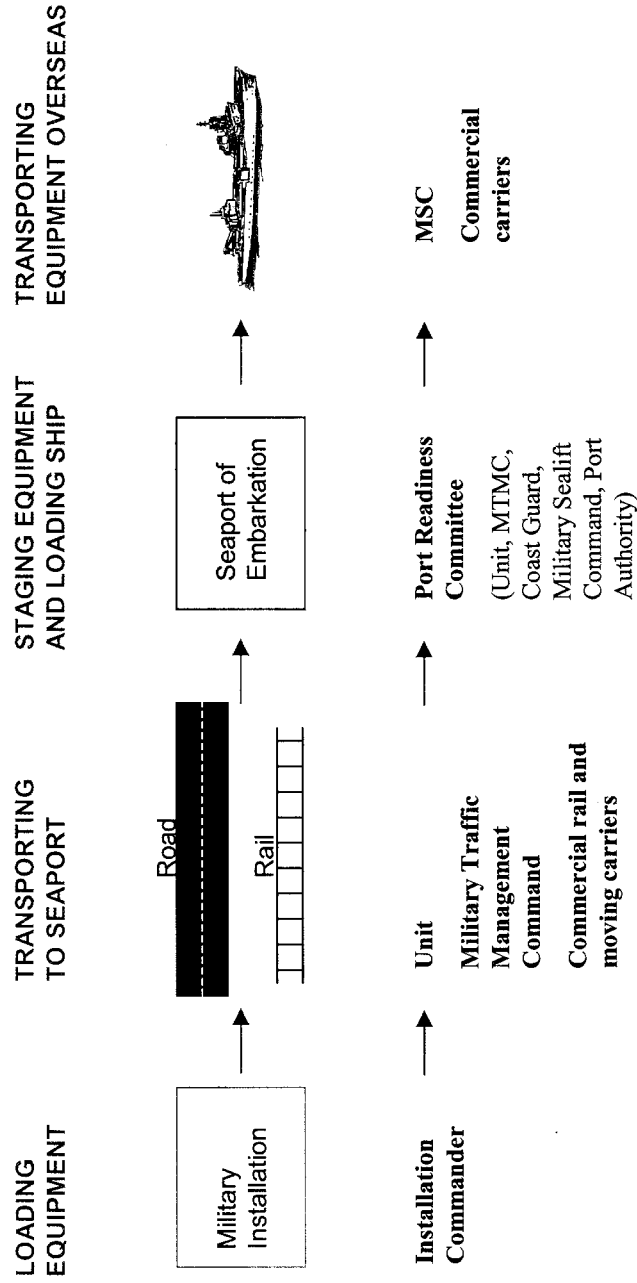 LOADING
EQUIPMENT
TRANSPORTING
TO SEAPORT
STAGING EQUIPMENT
AND LOADING SHIP
TRANSPORTING
EQUIPMENT OVERSEAS
Military
Installation
Road
Rail
Seaport of
Embarkation
Installation
Commander
Unit
Military Traffic
Management
Command
Commercial rail and
moving carriers
Port Readiness
Committee
(Unit, MTMC,
Coast Guard,
Military Sealift
Command, Port
Authority)
MSC
Commercial
carriers